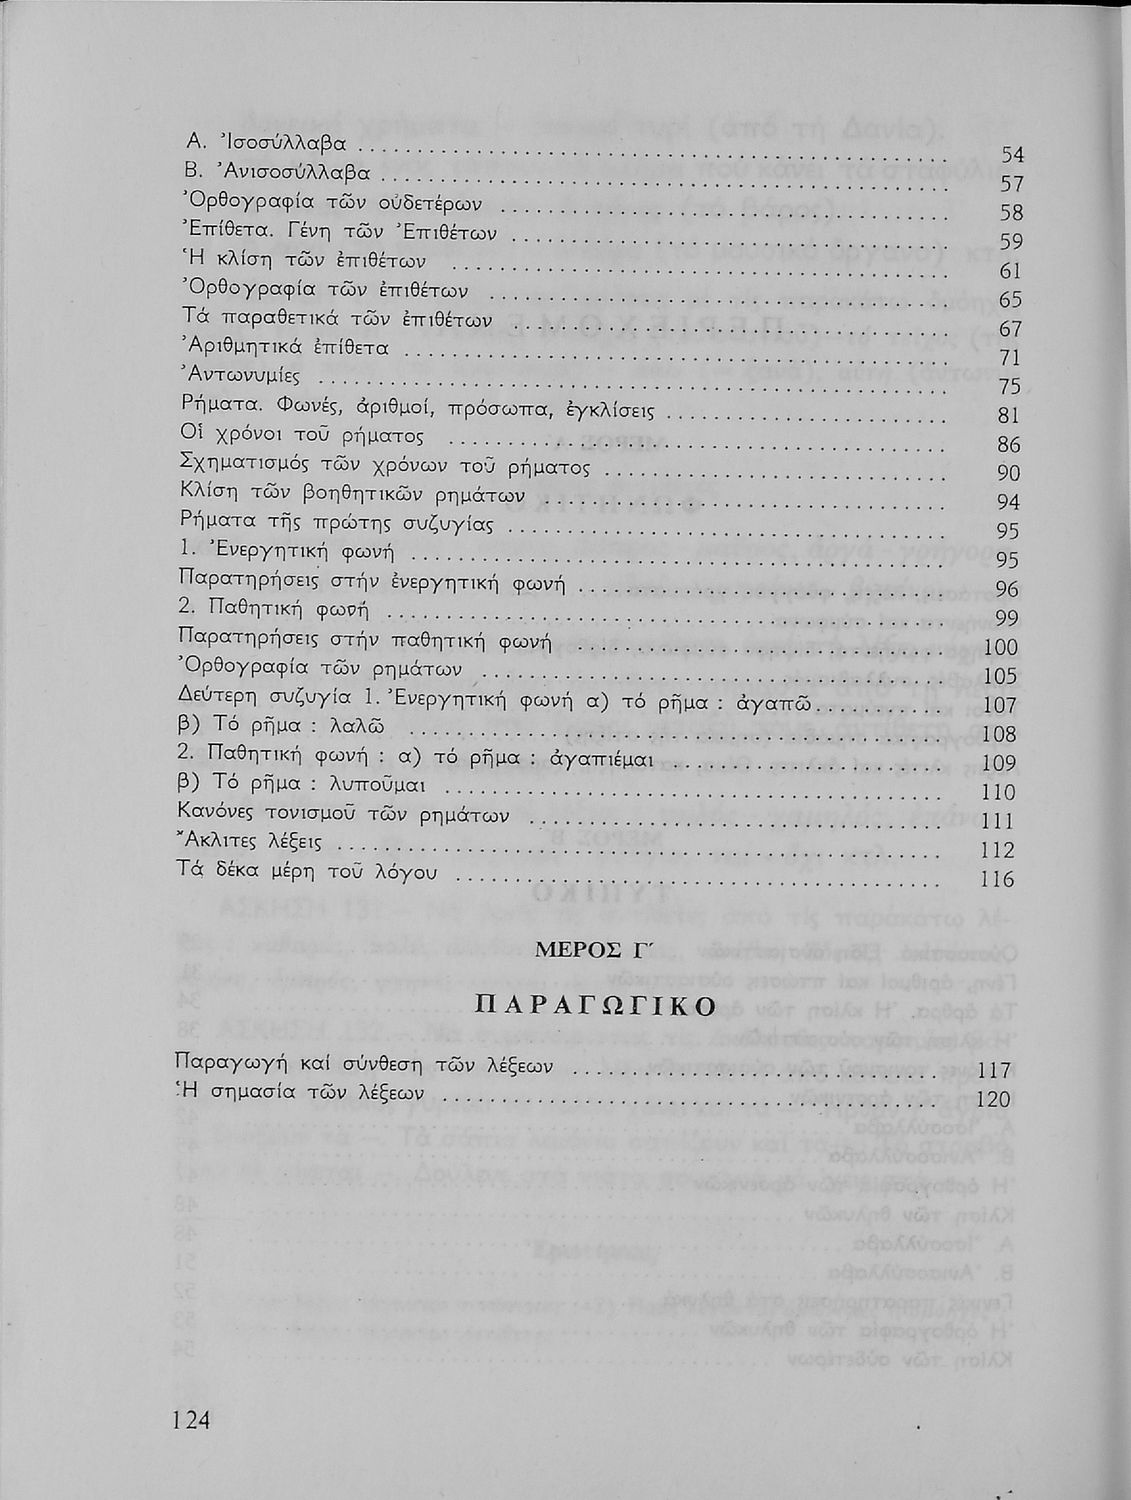 Α. Ἰσοσύλλαβα .......... 54
Β. Ἀνισοσύλλαβα .......... 57
Ὀρθογραφία τῶν οὐδετέρων .......... 58
Ἐπίθετα. Γένη τῶν Ἐπιθέτων .......... 59
Ἡ κλίση τῶν ἐπιθέτων .......... 61
Ὀρθογραφία τῶν ἐπιθέτων .......... 65
Τά παραθετικά τῶν ἐπιθέτων .......... 67
Ἀριθμητικά ἐπίθετα .......... 71
Ἀντωνυμίες .......... 75
Ρήματα. Φωνές, ἀριθμοί, πρόσωπα, ἐγκλίσεις .......... 81
Οἱ χρόνοι τοῦ ρήματος .......... 86
Σχηματισμός τῶν χρόνων τοῦ ρήματος .......... 90
Κλίση τῶν βοηθητικῶν ρημάτων .......... 94
Ρήματα τῆς πρώτης συζυγίας .......... 95
1. Ἐνεργητική φωνή .......... 95
Παρατηρήσεις στήν ἐνεργητική φωνή .......... 96
2. Παθητική φωνή .......... 99
Παρατηρήσεις στήν παθητική φωνή .......... 100
Ὀρθογραφία τῶν ρημάτων .......... 105
Δεύτερη συζυγία 1. Ἐνεργητική φωνή α) τό ρῆμα : ἀγαπῶ .......... 107
β) Τό ρῆμα : λαλῶ .......... 108
2. Παθητική φωνή : α) τό ρῆμα : ἀγαπιέμαι .......... 109
β) Τό ρῆμα : λυποῦμαι .......... 110
Κανόνες τονισμοῦ τῶν ρημάτων .......... 111
Ἄκλιτες λέξεις .......... 112
Τά δέκα μέρη τοῦ λόγου .......... 116
ΜΕΡΟΣ Γ΄
ΠΑΡΑΓΩΓΙΚΟ
Παραγωγή καί σύνθεση τῶν λέξεων .......... 117
Ἡ σημασία τῶν λέξεων .......... 120
124